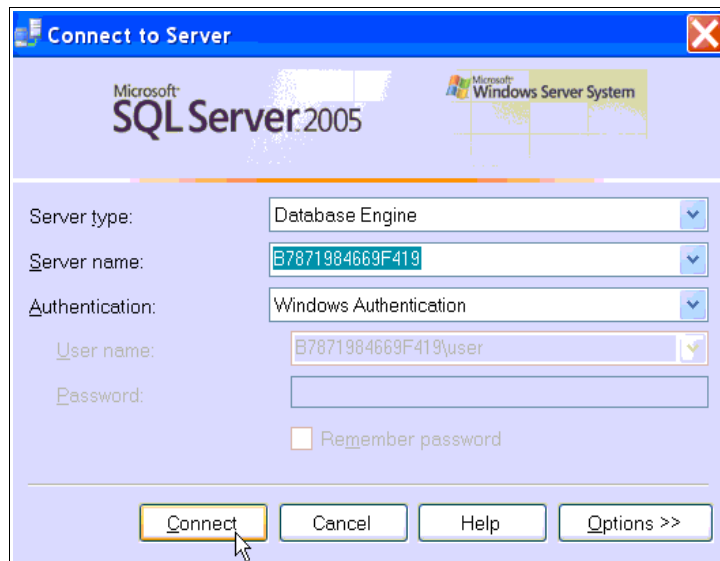 Connect to Server
Microsoft
SQL Server 2005
Microsoft
Windows Server System
Server type: Database Engine
Server name: B7871984669F419
Authentication: Windows Authentication
User name: B7871984669F419\user
Password:
Remember password
Connect Cancel Help Options >>